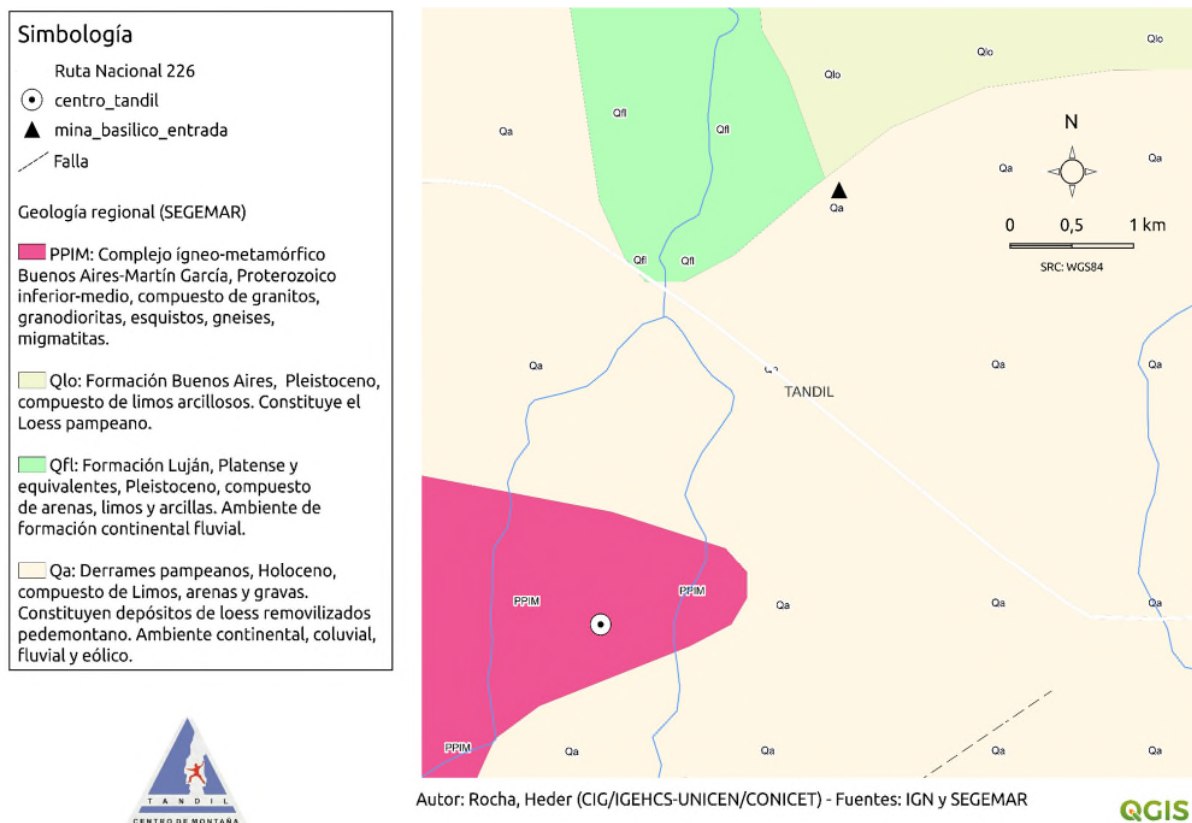 Simbología
Ruta Nacional 226
centro_tandil
mina_basilico_entrada
Falla
Geología regional (SEGEMAR)
PPIM: Complejo ígneo-metamórfico
Buenos Aires-Martín García, Proterozoico
inferior-medio, compuesto de granitos,
granodioritas, esquistos, gneises,
migmatitas.
Qlo: Formación Buenos Aires, Pleistoceno,
compuesto de limos arcillosos. Constituye el
Loess pampeano.
Qfl: Formación Luján, Platense y
equivalentes, Pleistoceno, compuesto
de arenas, limos y arcillas. Ambiente de
formación continental fluvial.
Qa: Derrames pampeanos, Holoceno,
compuesto de Limos, arenas y gravas.
Constituyen depósitos de loess removilizados
pedemontano. Ambiente continental, coluvial,
fluvial y eólico.
TANDIL
CENTRO DE MONTAÑA
Qlo
Qlo
Qlo
Qfl
Qa
Qfl
N
Qa
Qa
Qa
0 0,5 1 km
SRC: WGS84
Qfl
Qfl
Qa
Qa
Qa
TANDIL
PPIM
PPIM
Qa
Qa
Qa
PPIM
Qa
Qa
Qa
Qa
Autor: Rocha, Heder (CIG/IGEHCS-UNICEN/CONICET) - Fuentes: IGN y SEGEMAR
QGIS